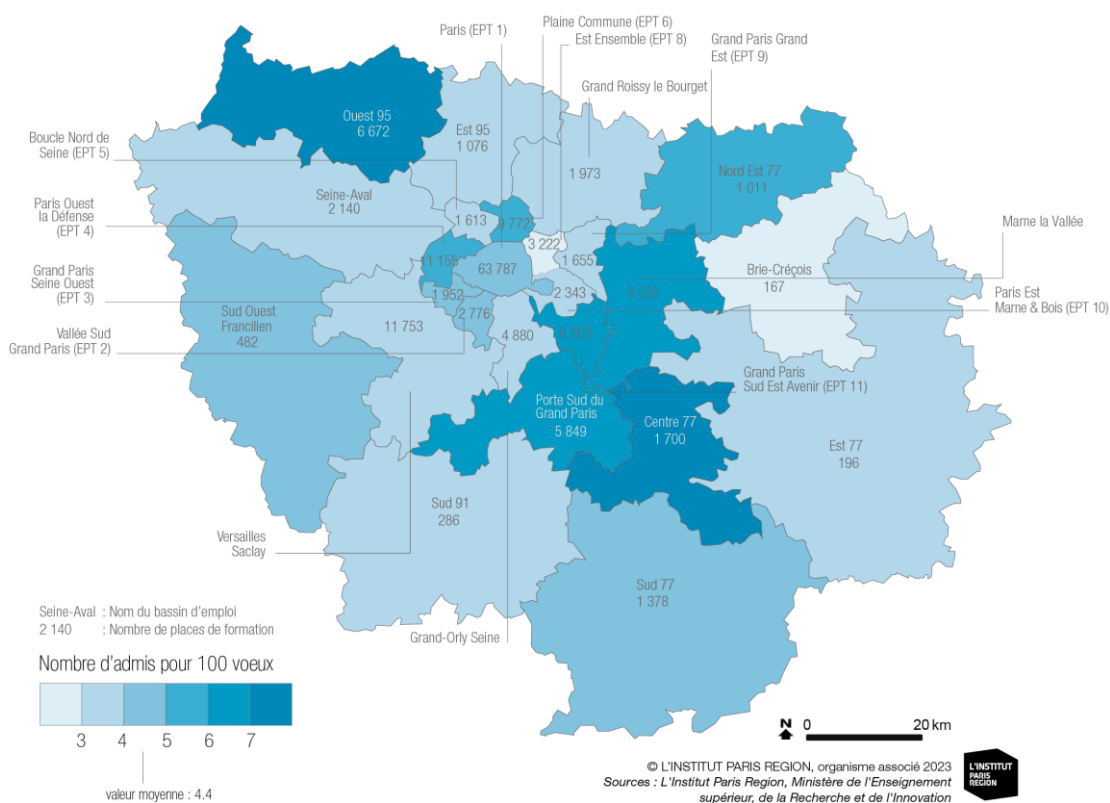 Paris (EPT 1)
Plaine Commune (EPT 6)
Est Ensemble (EPT 8)
Grand Paris Grand
Est (EPT 9)
Grand Roissy le Bourget
Ouest 95
6 672
Est 95
1 076
Boucle Nord de
Seine (EPT 5)
1 973
Nord Est 77
1 011
Seine-Aval
2 140
Paris Ouest
la Défense
(EPT 4)
1 613
772
3 222
1 655
Marne la Vallée
11 155
63 787
2 343
Brie-Créçois
167
Paris Est
Marne & Bois (EPT 10)
Grand Paris
Seine Ouest
(EPT 3)
1 952
2 776
Sud Ouest
Francilien
482
11 753
4 880
Vallée Sud
Grand Paris (EPT 2)
Grand Paris
Sud Est Avenir (EPT 11)
Porte Sud du
Grand Paris
5 849
Centre 77
1 700
Est 77
196
Sud 91
286
Versailles
Saclay
Sud 77
1 378
Grand-Orly Seine
Seine-Aval : Nom du bassin d'emploi
2 140 : Nombre de places de formation
Nombre d'admis pour 100 voeux
3 4 5 6 7
valeur moyenne : 4.4
N 0 20 km
© L'INSTITUT PARIS REGION, organisme associé 2023
Sources : L'Institut Paris Region, Ministère de l'Enseignement
supérieur, de la Recherche et de l'Innovation
L'INSTITUT
PARIS
REGION